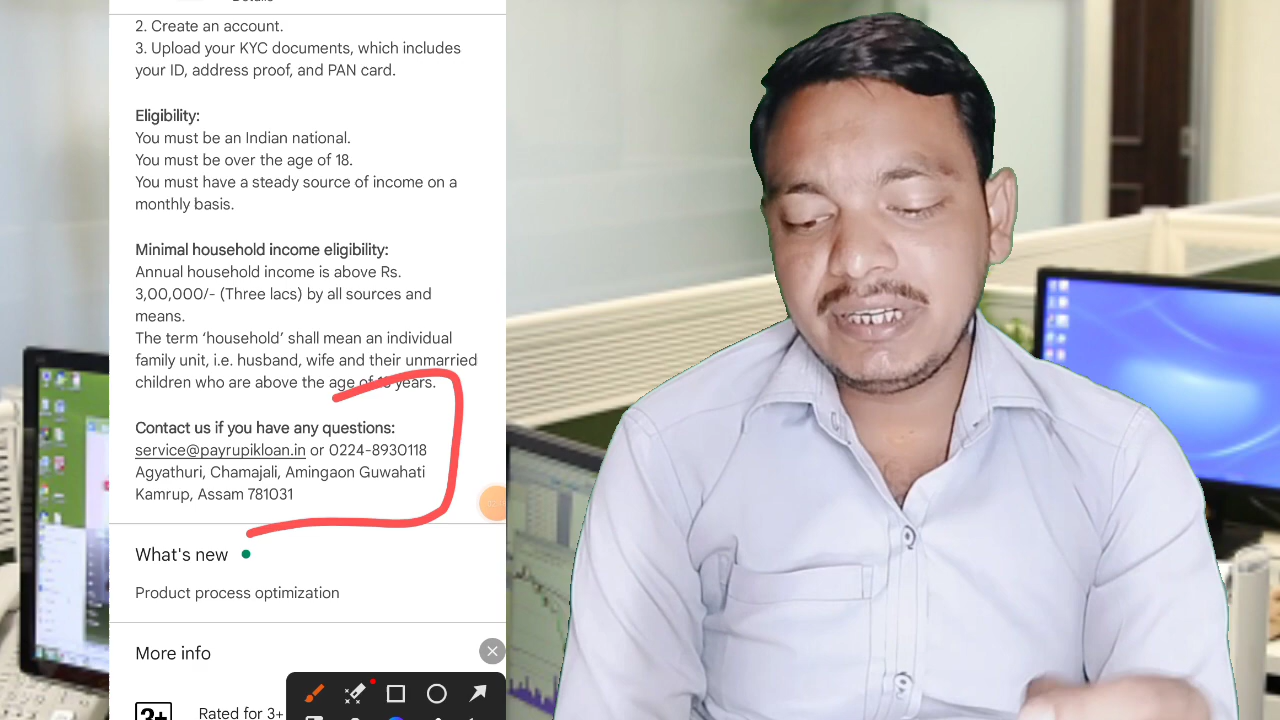 Details
2. Create an account.
3. Upload your KYC documents, which includes
your ID, address proof, and PAN card.
Eligibility:
You must be an Indian national.
You must be over the age of 18.
You must have a steady source of income on a
monthly basis.
Minimal household income eligibility:
Annual household income is above Rs.
3,00,000/- (Three lacs) by all sources and
means.
The term ‘household’ shall mean an individual
family unit, i.e. husband, wife and their unmarried
children who are above the age of 18 years.
Contact us if you have any questions:
service@payrupikloan.in or 0224-8930118
Agyathuri, Chamajali, Amingaon Guwahati
Kamrup, Assam 781031
What's new
Product process optimization
More info
3+
Rated for 3+